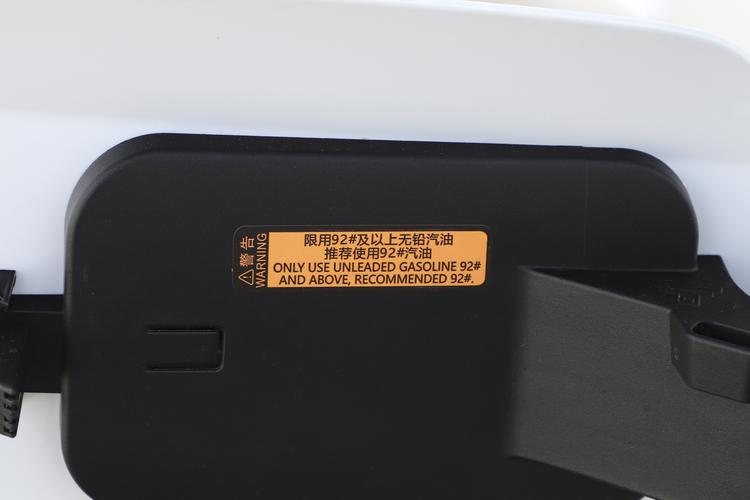 警告
WARNING
限用92#及以上无铅汽油
推荐使用92#汽油
ONLY USE UNLEADED GASOLINE 92#
AND ABOVE, RECOMMENDED 92#.